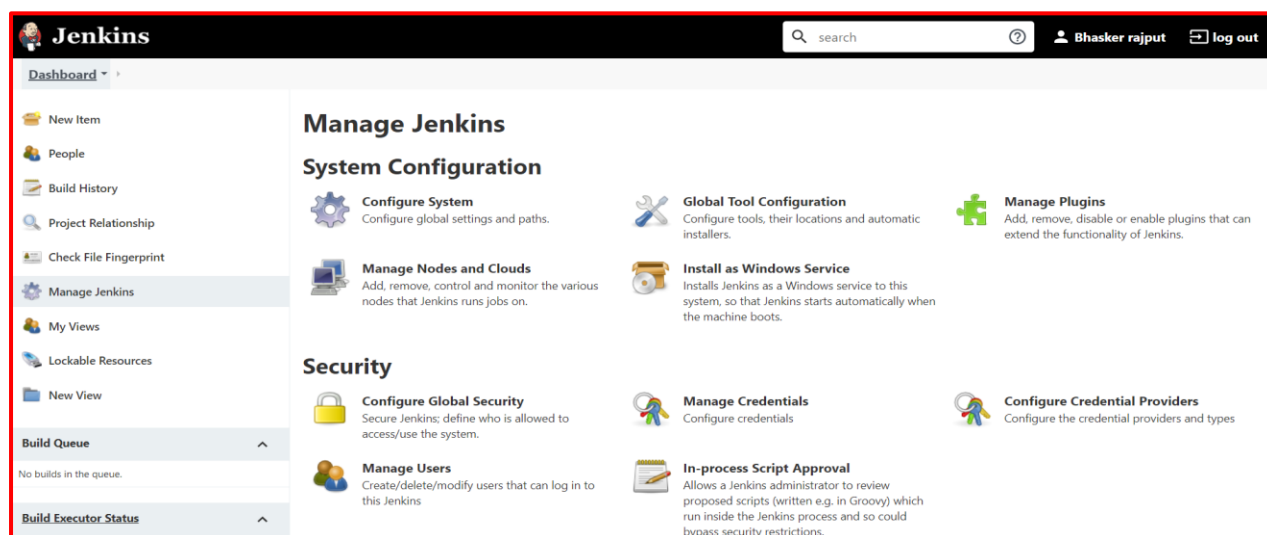 Jenkins
search
Bhasker rajput
log out
Dashboard
New Item
People
Build History
Project Relationship
Check File Fingerprint
Manage Jenkins
My Views
Lockable Resources
New View
Build Queue
No builds in the queue.
Build Executor Status
Manage Jenkins
System Configuration
Configure System
Configure global settings and paths.
Global Tool Configuration
Configure tools, their locations and automatic
installers.
Manage Plugins
Add, remove, disable or enable plugins that can
extend the functionality of Jenkins.
Manage Nodes and Clouds
Add, remove, control and monitor the various
nodes that Jenkins runs jobs on.
Install as Windows Service
Installs Jenkins as a Windows service to this
system, so that Jenkins starts automatically when
the machine boots.
Security
Configure Global Security
Secure Jenkins; define who is allowed to
access/use the system.
Manage Credentials
Configure credentials
Configure Credential Providers
Configure the credential providers and types
Manage Users
Create/delete/modify users that can log in to
this Jenkins
In-process Script Approval
Allows a Jenkins administrator to review
proposed scripts (written e.g. in Groovy) which
run inside the Jenkins process and so could
bypass security restrictions.